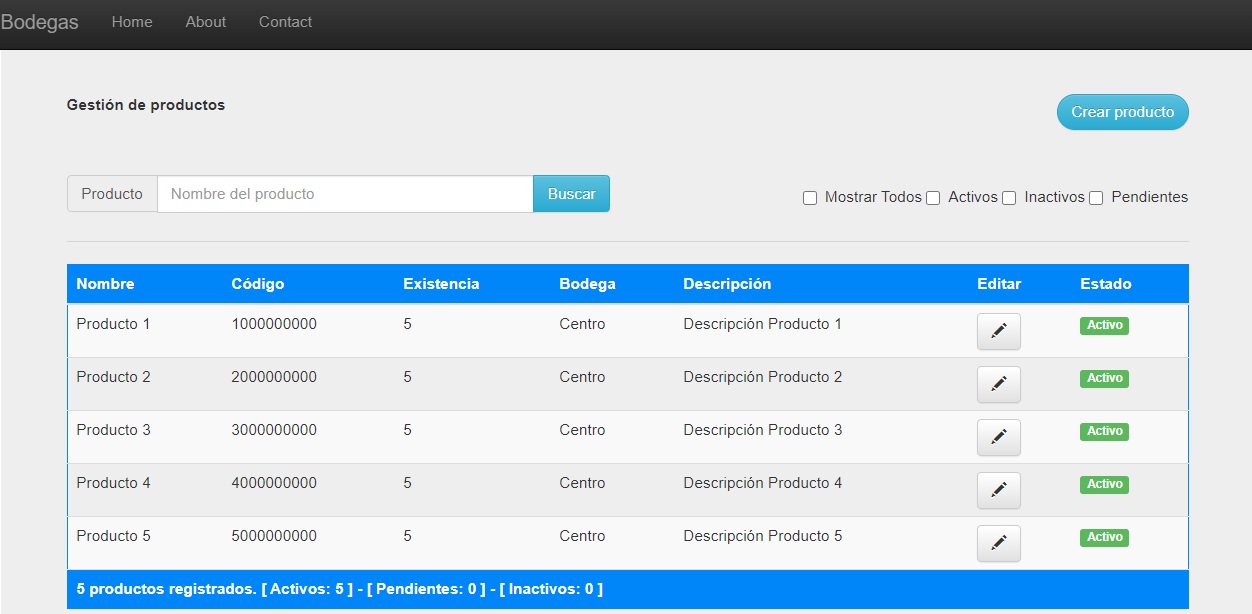 Bodegas Home About Contact
Gestión de productos
Crear producto
Producto Nombre del producto Buscar
Mostrar Todos Activos Inactivos Pendientes
Nombre Código Existencia Bodega Descripción Editar Estado
Producto 1 1000000000 5 Centro Descripción Producto 1 Activo
Producto 2 2000000000 5 Centro Descripción Producto 2 Activo
Producto 3 3000000000 5 Centro Descripción Producto 3 Activo
Producto 4 4000000000 5 Centro Descripción Producto 4 Activo
Producto 5 5000000000 5 Centro Descripción Producto 5 Activo
5 productos registrados. [ Activos: 5 ] - [ Pendientes: 0 ] - [ Inactivos: 0 ]